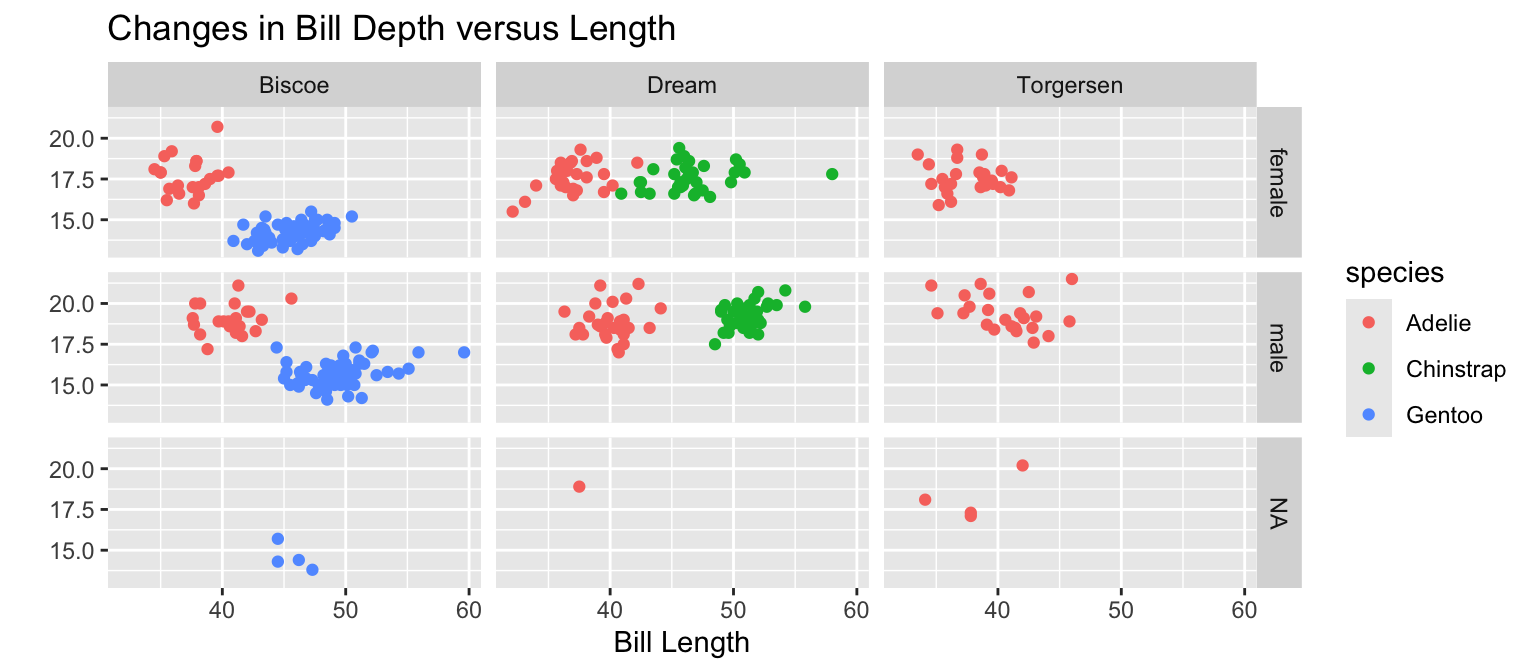 Changes in Bill Depth versus Length
Biscoe Dream Torgersen
20.0
17.5
15.0
female
20.0
17.5
15.0
male
20.0
17.5
15.0
NA
40 50 60 40 50 60 40 50 60
Bill Length
species
Adelie
Chinstrap
Gentoo